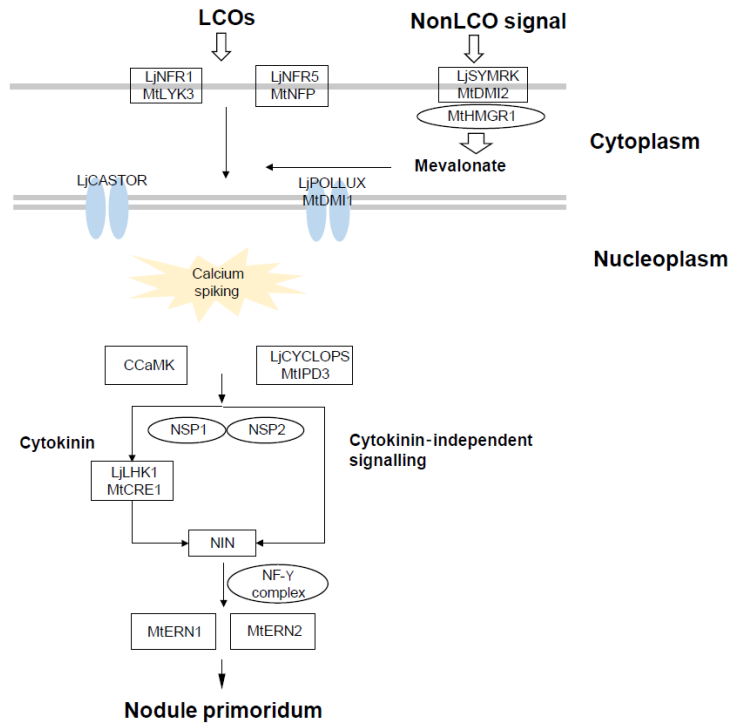 LCOs
NonLCO signal
LjNFR1
MtLYK3
LjNFR5
MtNFP
LjSYMRK
MtDMI2
MtHMGR1
Cytoplasm
Mevalonate
LjCASTOR
LjPOLLUX
MtDMI1
Nucleoplasm
Calcium
spiking
CCaMK
LjCYCLOPS
MtIPD3
NSP1
NSP2
Cytokinin
Cytokinin-independent
signalling
LjLHK1
MtCRE1
NIN
NF-Y
complex
MtERN1
MtERN2
Nodule primoridum